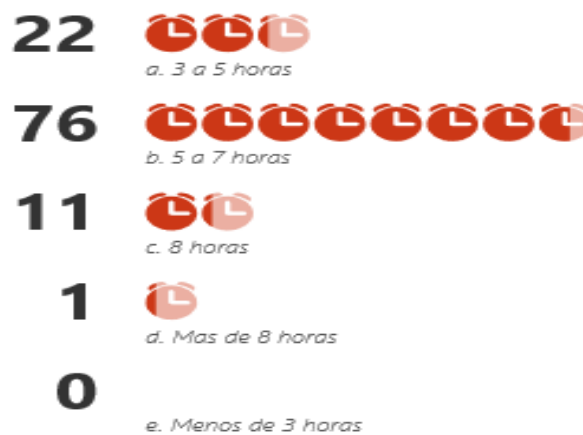 22
a. 3 a 5 horas
76
b. 5 a 7 horas
11
c. 8 horas
1
d. Mas de 8 horas
0
e. Menos de 3 horas